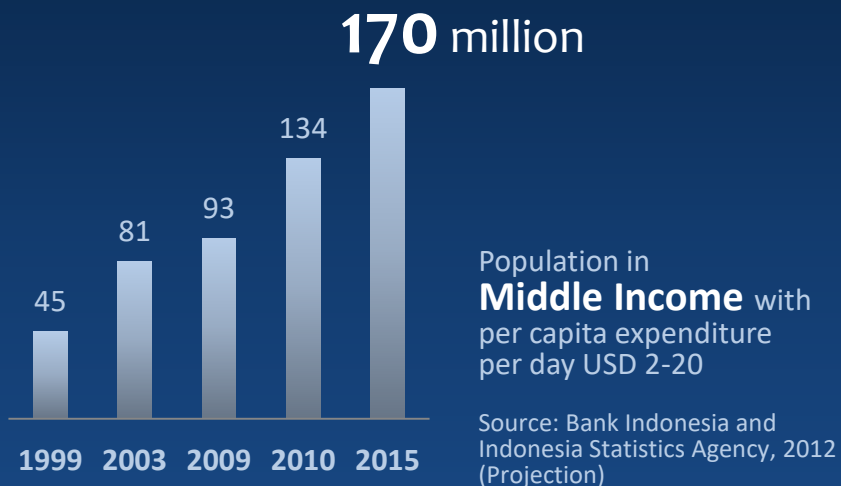 170 million
134
93
81
45
1999 2003 2009 2010 2015
Population in
Middle Income with
per capita expenditure
per day USD 2-20
Source: Bank Indonesia and
Indonesia Statistics Agency, 2012
(Projection)